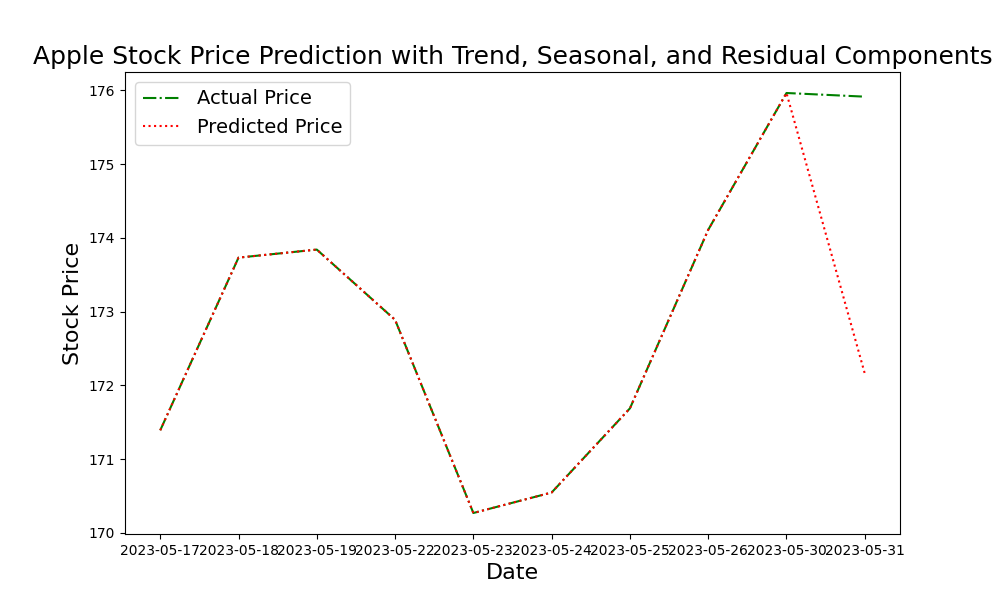 Apple Stock Price Prediction with Trend, Seasonal, and Residual Components
Actual Price
Predicted Price
176
175
174
173
172
171
170
Stock Price
2023-05-17 2023-05-18 2023-05-19 2023-05-22 2023-05-23 2023-05-24 2023-05-25 2023-05-26 2023-05-30 2023-05-31
Date